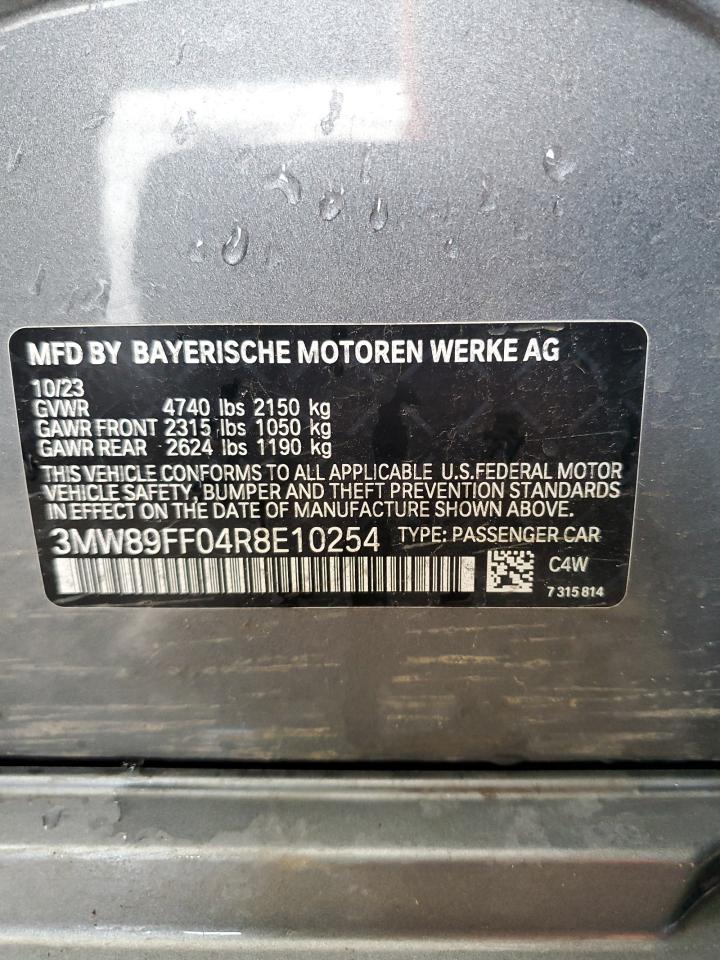 MFD BY BAYERISCHE MOTOREN WERKE AG
10/23
GVWR 4740 lbs 2150 kg
GAWR FRONT 2315 lbs 1050 kg
GAWR REAR 2624 lbs 1190 kg
THIS VEHICLE CONFORMS TO ALL APPLICABLE U.S.FEDERAL MOTOR
VEHICLE SAFETY, BUMPER AND THEFT PREVENTION STANDARDS
IN EFFECT ON THE DATE OF MANUFACTURE SHOWN ABOVE.
3MW89FF04R8E10254 TYPE: PASSENGER CAR
C4W
7 315 814